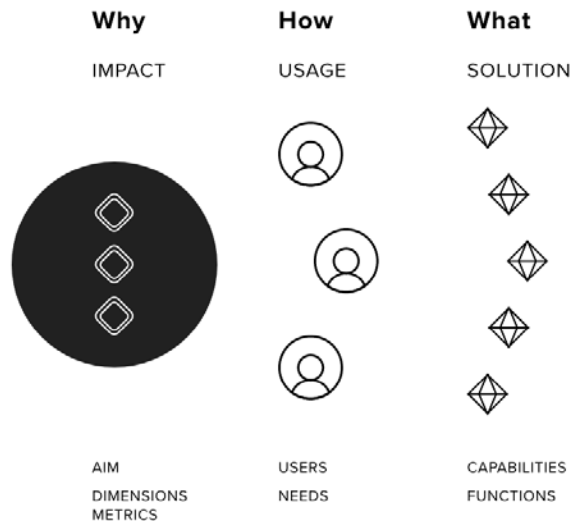 Why
How
What
IMPACT
USAGE
SOLUTION
AIM
USERS
CAPABILITIES
DIMENSIONS
METRICS
NEEDS
FUNCTIONS